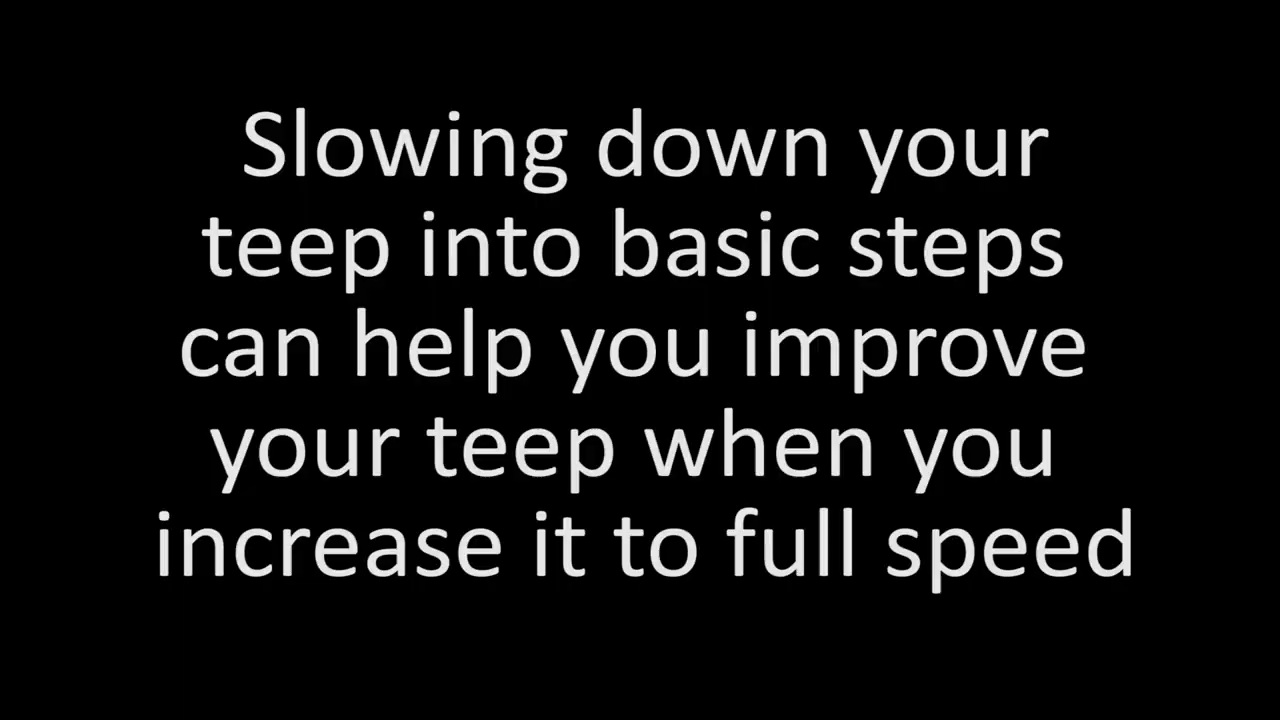 Slowing down your
teep into basic steps
can help you improve
your teep when you
increase it to full speed